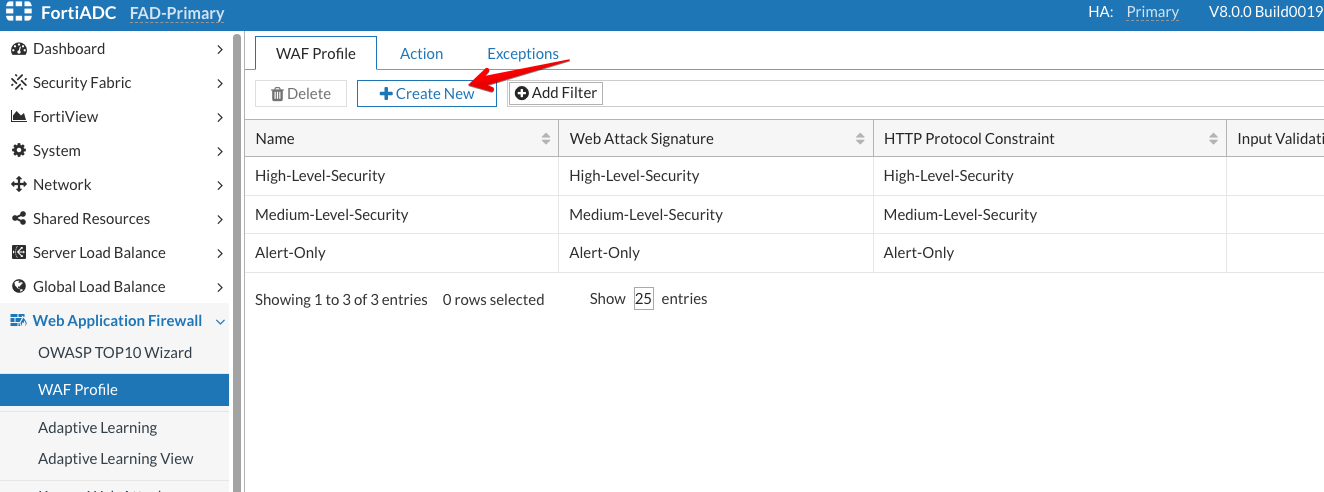 FortiADC FAD-Primary HA: Primary V8.0.0 Build0019
Dashboard
Security Fabric
FortiView
System
Network
Shared Resources
Server Load Balance
Global Load Balance
Web Application Firewall
OWASP TOP10 Wizard
WAF Profile
Adaptive Learning
Adaptive Learning View
WAF Profile Action Exceptions
Delete Create New Add Filter
Name Web Attack Signature HTTP Protocol Constraint Input Validati
High-Level-Security High-Level-Security High-Level-Security
Medium-Level-Security Medium-Level-Security Medium-Level-Security
Alert-Only Alert-Only Alert-Only
Showing 1 to 3 of 3 entries 0 rows selected Show 25 entries